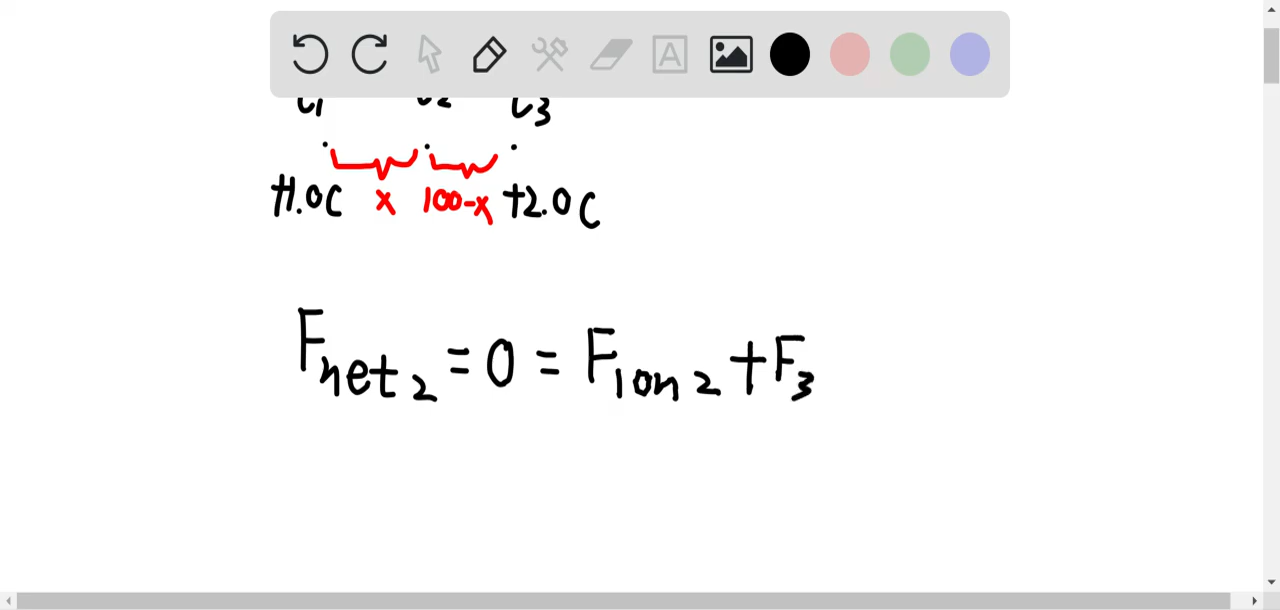 A
+1.0C x 100-x +2.0C
Fnet2 = 0 = F1on2 + F3